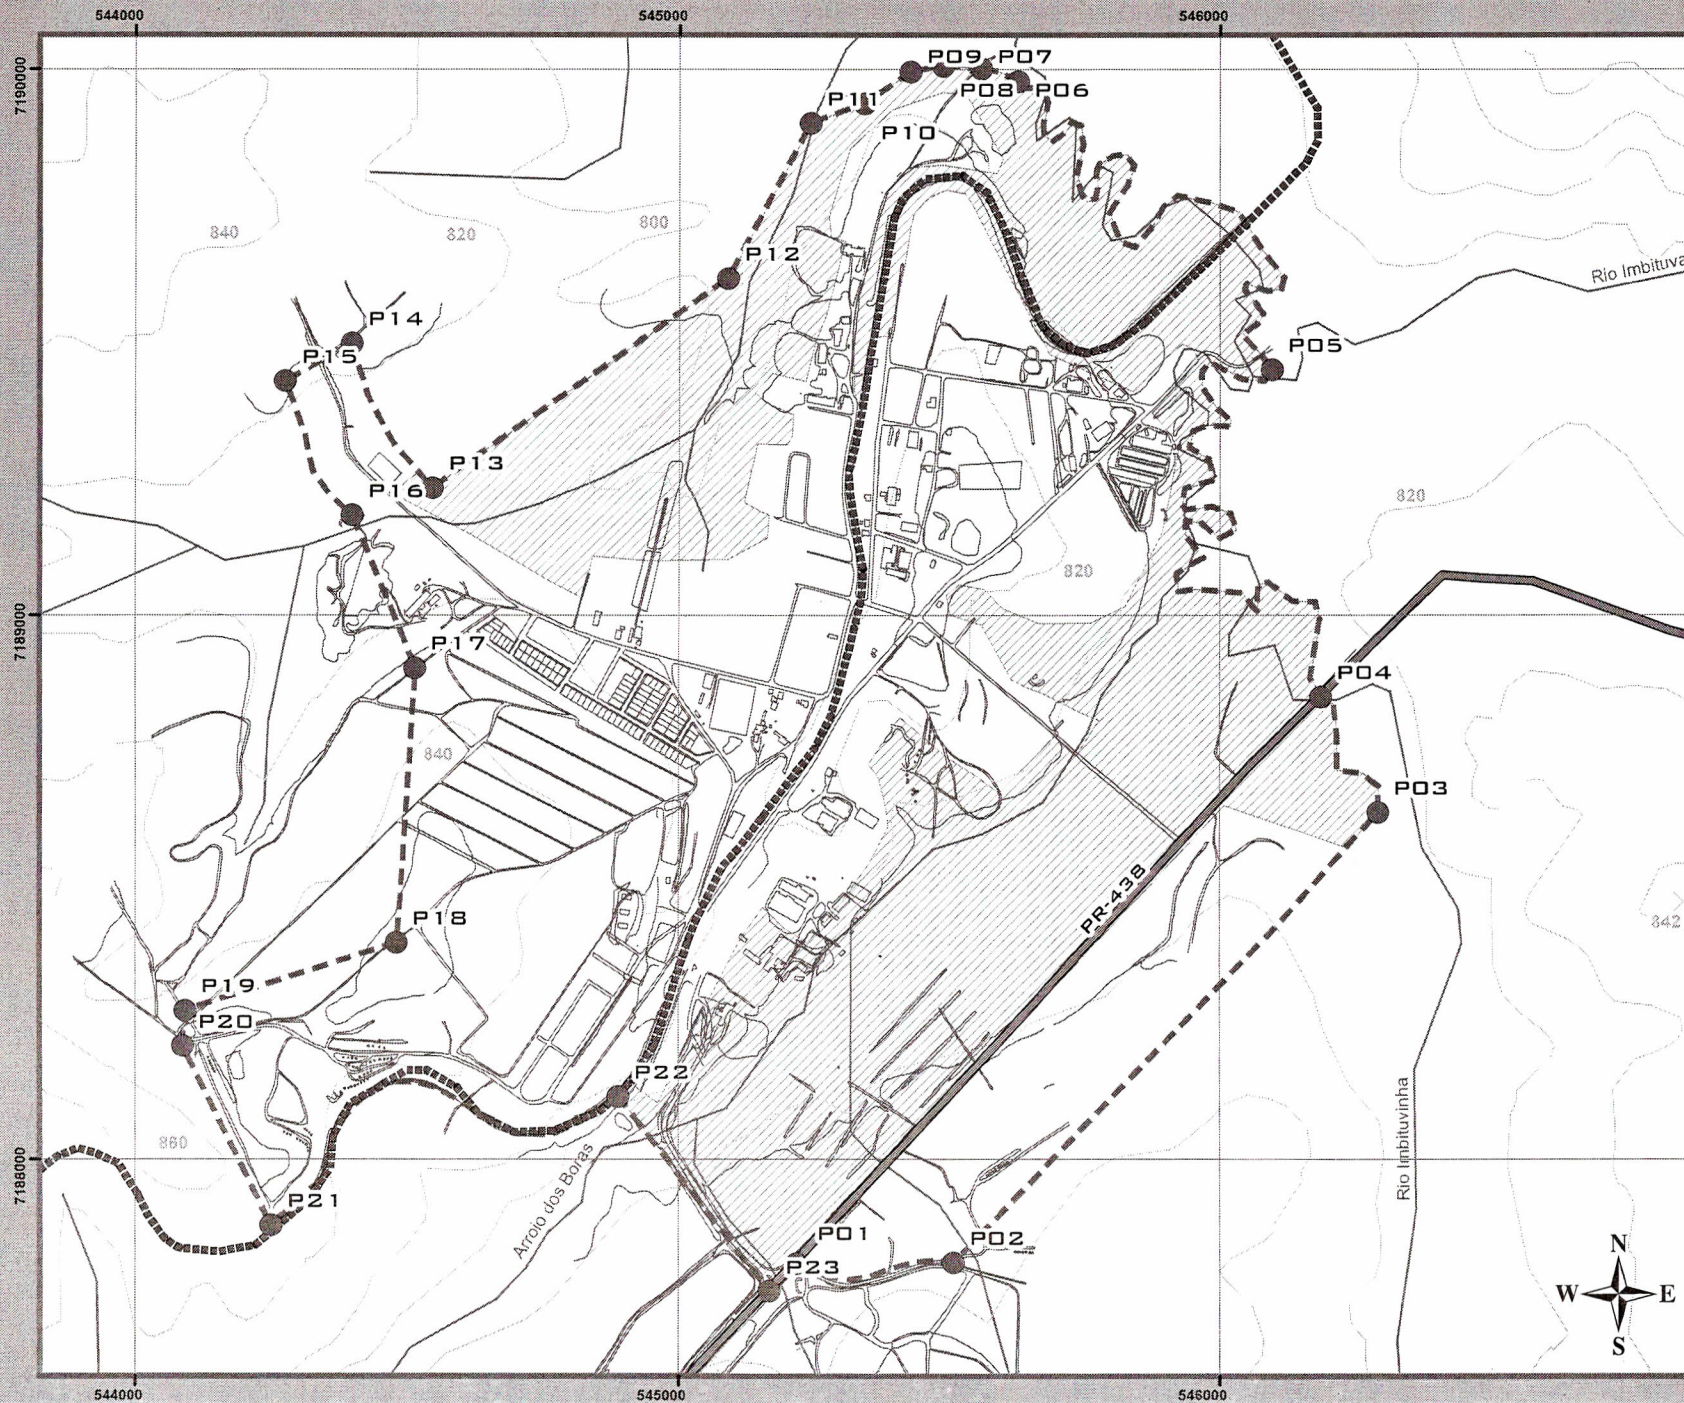 544000
545000
546000
7190000
P09
P07
P08
P06
P11
P10
840
820
800
P12
Rio Imbituva
P14
P15
P05
P13
P16
820
820
7189000
P17
P04
840
P03
PR-438
P18
842
P19
P20
P22
Rio Imbituvinha
860
7188000
Arroio dos Boras
P21
P01
P02
P23
N
W
E
S
544000
545000
546000